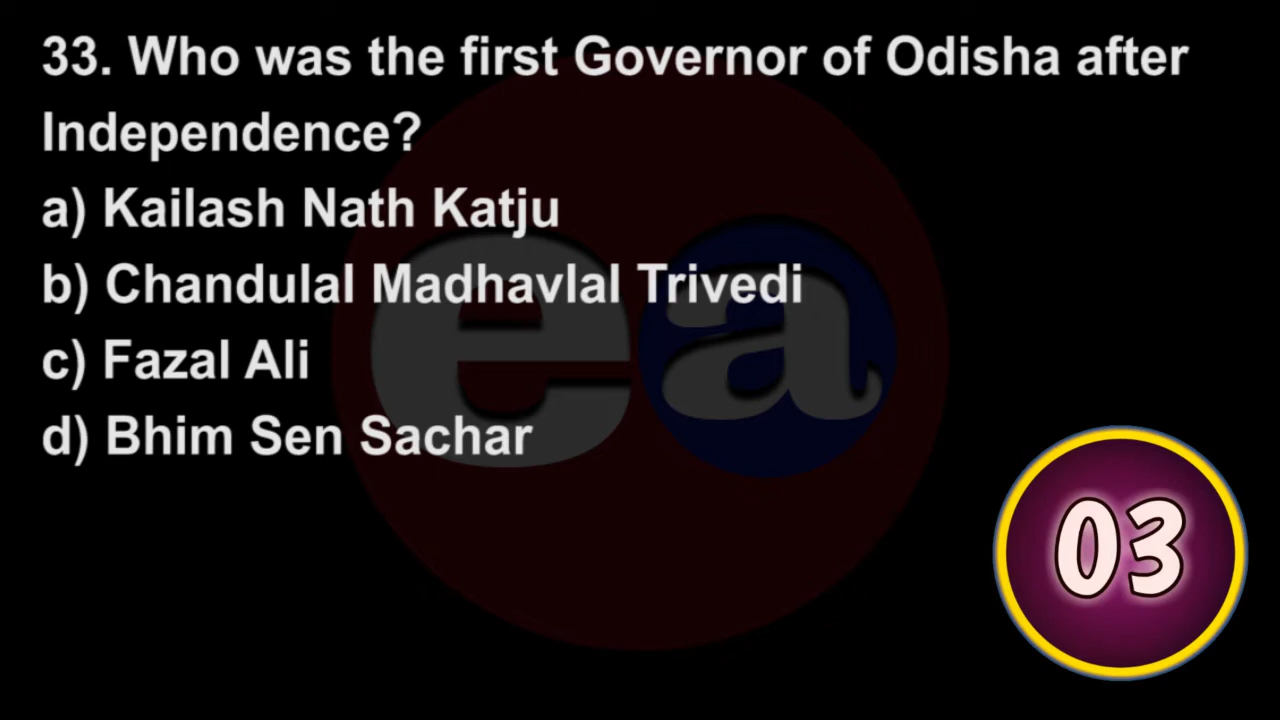 33. Who was the first Governor of Odisha after
Independence?
a) Kailash Nath Katju
b) Chandulal Madhavlal Trivedi
c) Fazal Ali
d) Bhim Sen Sachar
ea
03